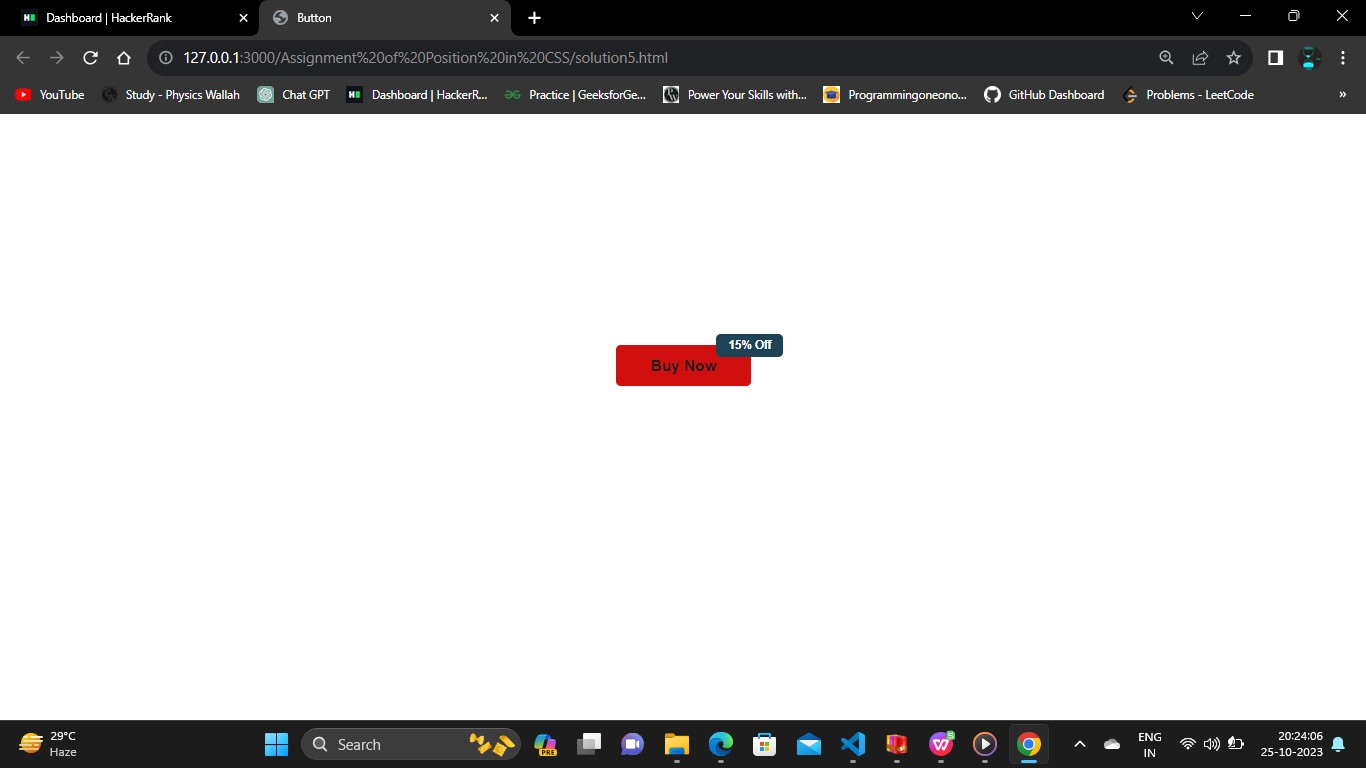 Dashboard | HackerRank
Button
127.0.0.1:3000/Assignment%20of%20Position%20in%20CSS/solution5.html
YouTube
Study - Physics Wallah
Chat GPT
Dashboard | HackerR...
Practice | GeeksforGe...
Power Your Skills with...
Programmingoneono...
GitHub Dashboard
Problems - LeetCode
»
15% Off
Buy Now
29°C
Haze
Search
PRE
ENG
IN
20:24:06
25-10-2023